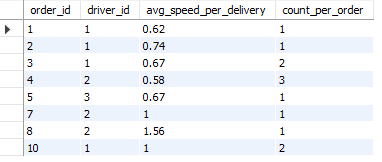 order_id driver_id avg_speed_per_delivery count_per_order
1 1 0.62 1
2 1 0.74 1
3 1 0.67 2
4 2 0.58 3
5 3 0.67 1
7 2 1 1
8 2 1.56 1
10 1 1 2